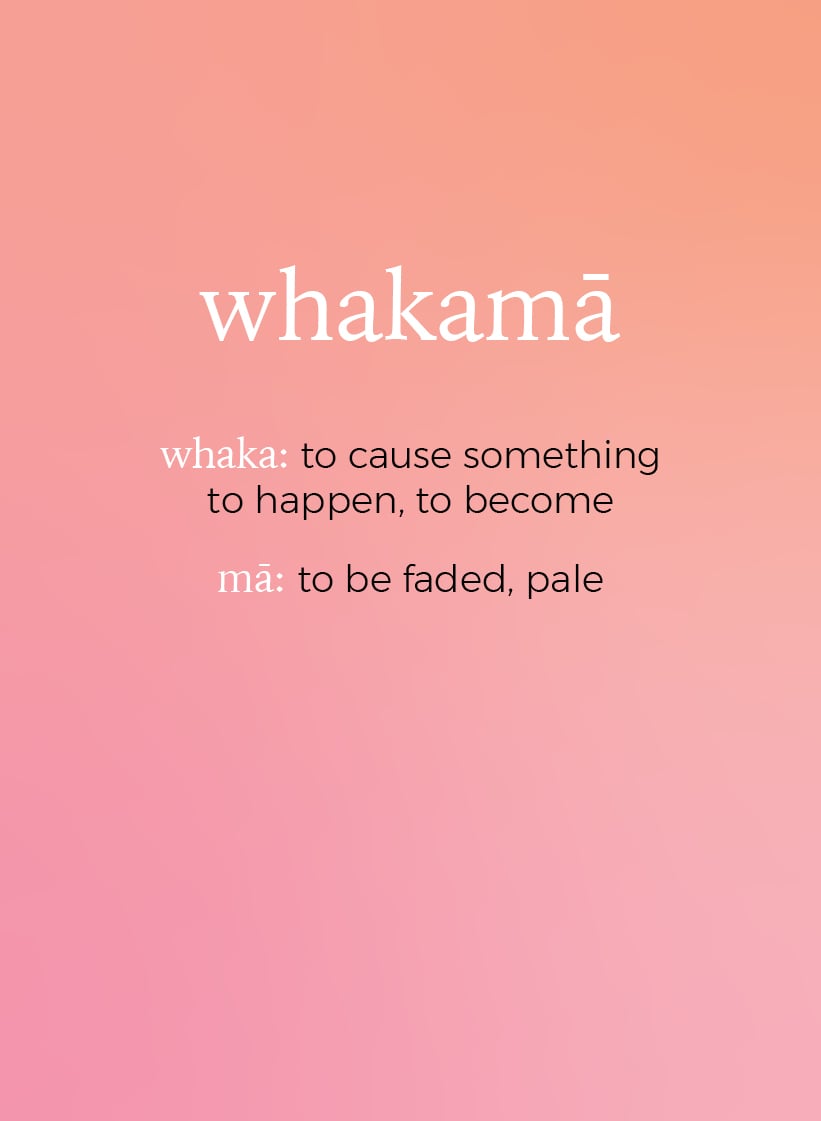 whakamā
whaka: to cause something
to happen, to become
mā: to be faded, pale